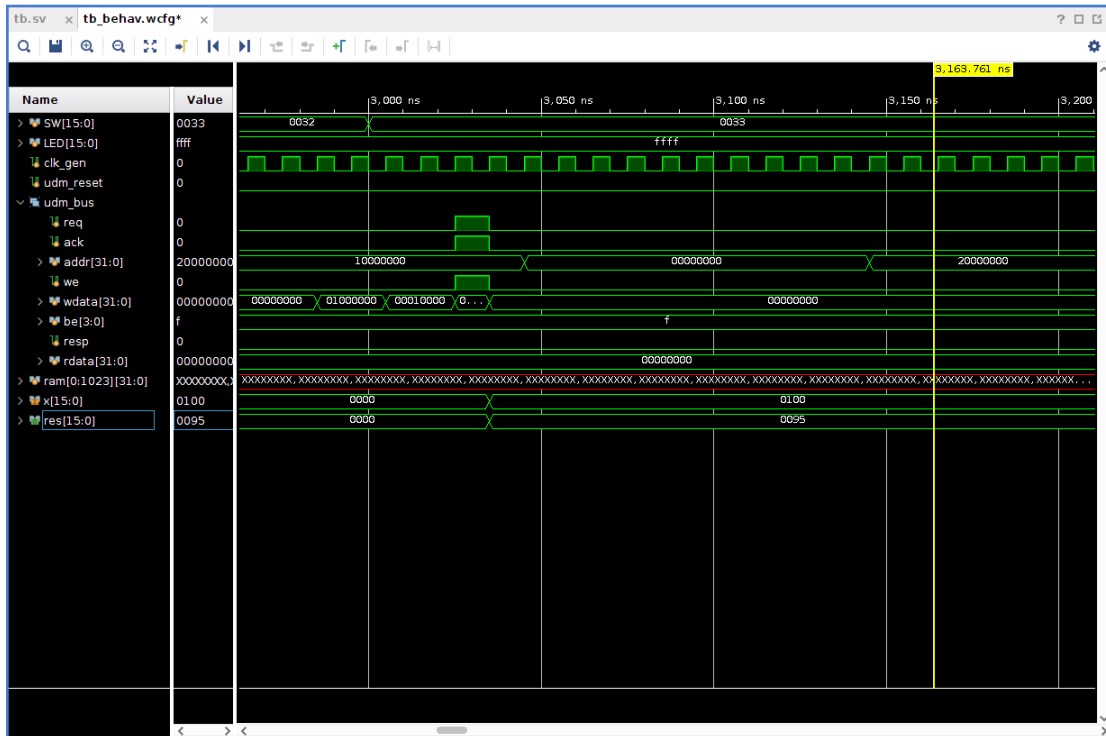 tb.sv × tb_behav.wcfg* ×
3,163.761 ns
Name Value
3,000 ns 3,050 ns 3,100 ns 3,150 ns 3,200
SW[15:0] 0033 0032 0033
LED[15:0] ffff ffff
clk_gen 0
udm_reset 0
udm_bus
req 0
ack 0
addr[31:0] 20000000 10000000 00000000 20000000
we 0
wdata[31:0] 00000000 00000000 01000000 00010000 0... 00000000
be[3:0] f f
resp 0
rdata[31:0] 00000000 00000000
ram[0:1023][31:0] XXXXXXXX,X XXXXXXXX,XXXXXXXX,XXXXXXXX,XXXXXXXX,XXXXXXXX,XXXXXXXX,XXXXXXXX,XXXXXXXX,XXXXXXXX,XXXXXXXX,XXXXXXXX,XXXXXXXX,XXXXXXXX,XXXXXXXX,XXXXXX...
x[15:0] 0100 0000 0100
res[15:0] 0095 0000 0095